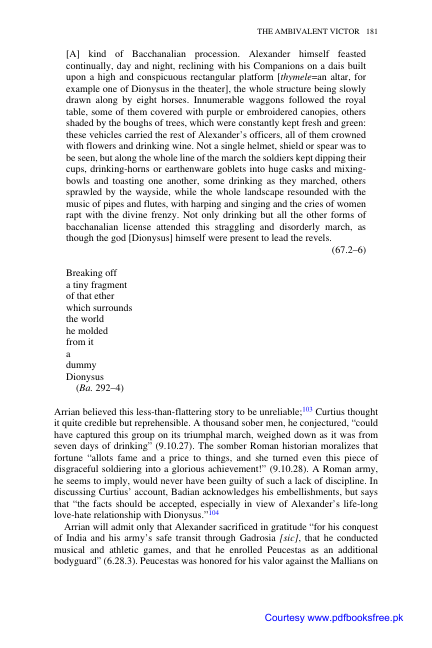 THE AMBIVALENT VICTOR 181
[A] kind of Bacchanalian procession. Alexander himself feasted
continually, day and night, reclining with his Companions on a dais built
upon a high and conspicuous rectangular platform [thymele=an altar, for
example one of Dionysus in the theater], the whole structure being slowly
drawn along by eight horses. Innumerable waggons followed the royal
table, some of them covered with purple or embroidered canopies, others
shaded by the boughs of trees, which were constantly kept fresh and green:
these vehicles carried the rest of Alexander's officers, all of them crowned
with flowers and drinking wine. Not a single helmet, shield or spear was to
be seen, but along the whole line of the march the soldiers kept dipping their
cups, drinking-horns or earthenware goblets into huge casks and mixing-
bowls and toasting one another, some drinking as they marched, others
sprawled by the wayside, while the whole landscape resounded with the
music of pipes and flutes, with harping and singing and the cries of women
rapt with the divine frenzy. Not only drinking but all the other forms of
bacchanalian license attended this straggling and disorderly march, as
though the god [Dionysus] himself were present to lead the revels.
(67.2–6)
Breaking off
a tiny fragment
of that ether
which surrounds
the world
he molded
from it
a
dummy
Dionysus
(Ba. 292–4)
Arrian believed this less-than-flattering story to be unreliable;103 Curtius thought
it quite credible but reprehensible. A thousand sober men, he conjectured, "could
have captured this group on its triumphal march, weighed down as it was from
seven days of drinking" (9.10.27). The somber Roman historian moralizes that
fortune "allots fame and a price to things, and she turned even this piece of
disgraceful soldiering into a glorious achievement!" (9.10.28). A Roman army,
he seems to imply, would never have been guilty of such a lack of discipline. In
discussing Curtius' account, Badian acknowledges his embellishments, but says
that "the facts should be accepted, especially in view of Alexander's life-long
love-hate relationship with Dionysus."104
Arrian will admit only that Alexander sacrificed in gratitude "for his conquest
of India and his army's safe transit through Gadrosia [sic], that he conducted
musical and athletic games, and that he enrolled Peucestas as an additional
bodyguard" (6.28.3). Peucestas was honored for his valor against the Mallians on
Courtesy www.pdfbooksfree.pk